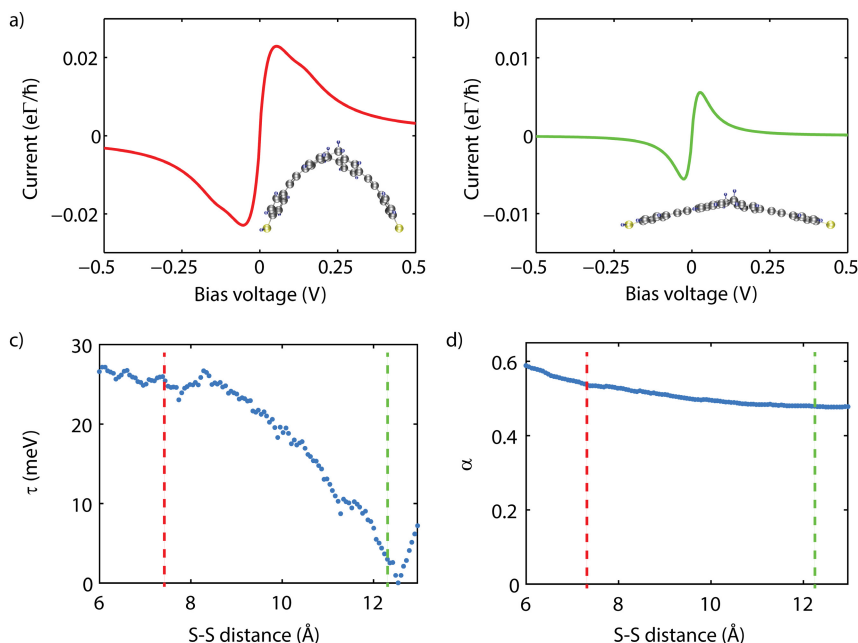 a)
Current (eΓ/ħ)
0.02
0
−0.02
−0.5
−0.25
0
0.25
0.5
Bias voltage (V)
b)
Current (eΓ/ħ)
0.01
0
−0.01
−0.5
−0.25
0
0.25
0.5
Bias voltage (V)
c)
τ (meV)
30
20
10
0
6
8
10
12
S-S distance (Å)
d)
α
0.6
0.4
0.2
0
6
8
10
12
S-S distance (Å)